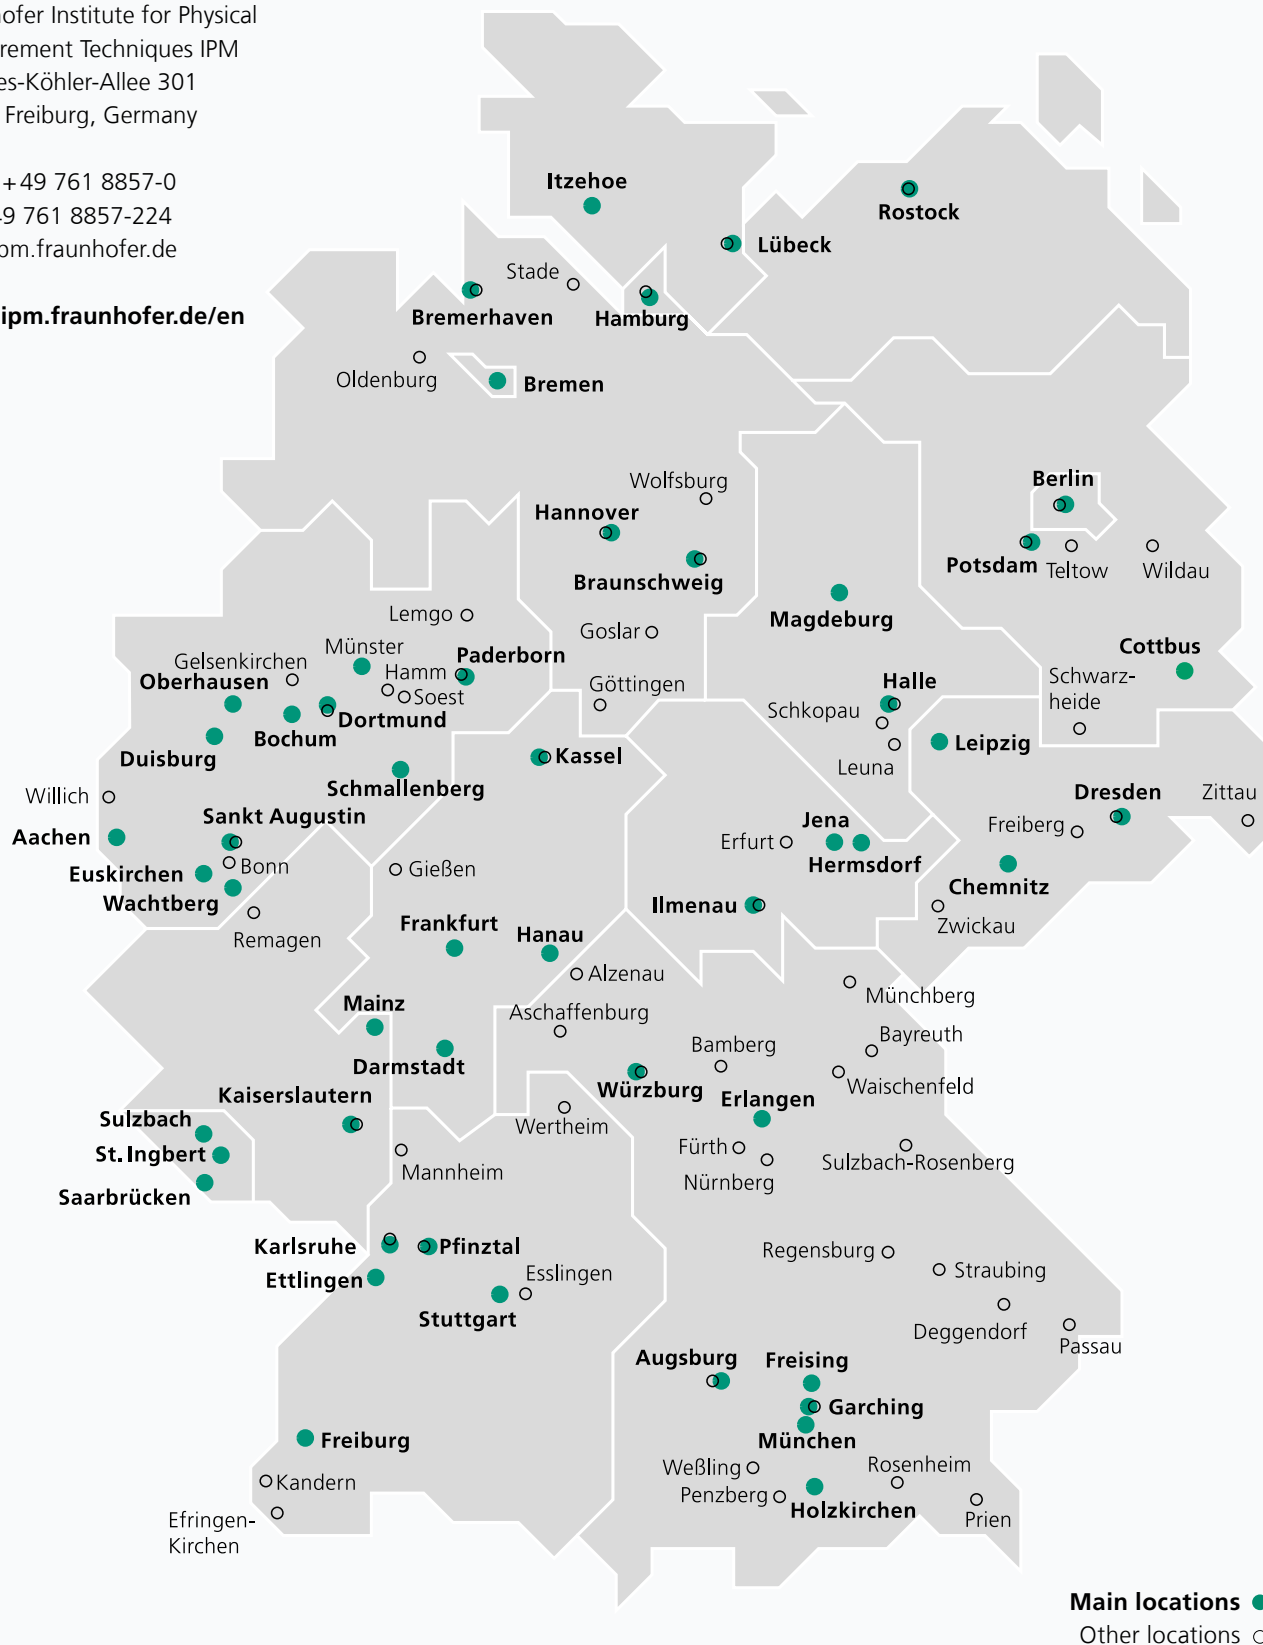 hofer Institute for Physical
rement Techniques IPM
es-Köhler-Allee 301
Freiburg, Germany
+49 761 8857-0
49 761 8857-224
pm.fraunhofer.de
ipm.fraunhofer.de/en
Itzehoe
Rostock
Lübeck
Stade
Bremerhaven
Hamburg
Oldenburg
Bremen
Wolfsburg
Berlin
Hannover
Potsdam
Teltow
Wildau
Braunschweig
Magdeburg
Lemgo
Goslar
Münster
Paderborn
Cottbus
Gelsenkirchen
Hamm
Schwarz-
heide
Oberhausen
Soest
Göttingen
Halle
Schkopau
Dortmund
Bochum
Leipzig
Duisburg
Kassel
Leuna
Schmallenberg
Willich
Dresden
Zittau
Sankt Augustin
Jena
Freiberg
Aachen
Erfurt
Hermsdorf
Bonn
Gießen
Euskirchen
Chemnitz
Wachtberg
Ilmenau
Zwickau
Remagen
Frankfurt
Hanau
Alzenau
Münchberg
Mainz
Aschaffenburg
Bayreuth
Bamberg
Darmstadt
Waischenfeld
Kaiserslautern
Würzburg
Erlangen
Sulzbach
Wertheim
St. Ingbert
Mannheim
Fürth
Sulzbach-Rosenberg
Nürnberg
Saarbrücken
Karlsruhe
Pfinztal
Regensburg
Ettlingen
Esslingen
Straubing
Stuttgart
Deggendorf
Passau
Augsburg
Freising
Garching
Freiburg
München
Weßling
Rosenheim
Kandern
Penzberg
Holzkirchen
Prien
Efringen-
Kirchen
Main locations
Other locations